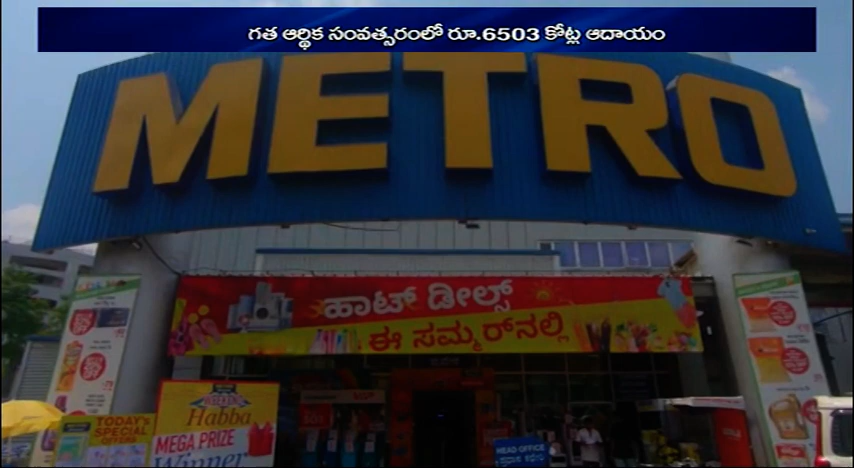 గత ఆర్థిక సంవత్సరంలో రూ.6503 కోట్ల ఆదాయం
METRO
ಹಾಟ್ ಡೀಲ್ಸ್
ಈ ಸಮ್ಮರ್‌ನಲ್ಲಿ
WEEKEND
Habba
MEGA PRIZE
Winner
TODAY'S
SPECIAL
OFFERS
HEAD OFFICE